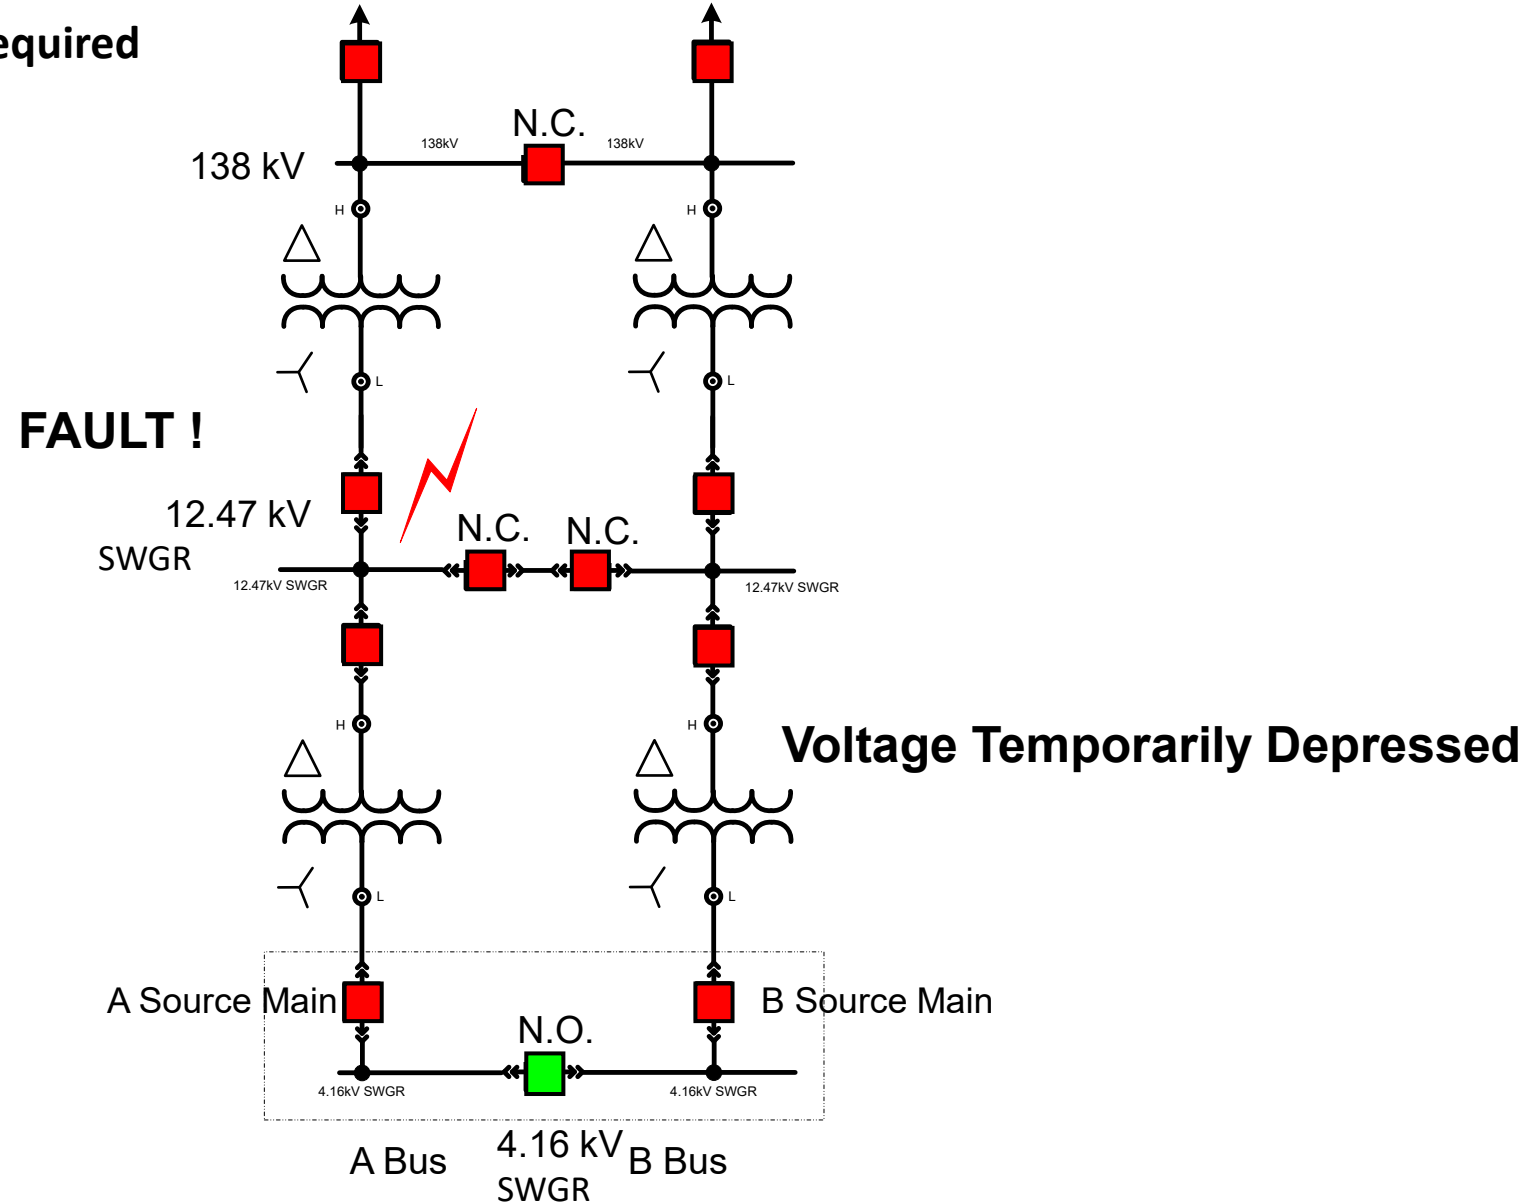 equired
N.C.
138kV
138kV
138 kV
H
H
L
L
FAULT !
12.47 kV
SWGR
N.C.
N.C.
12.47kV SWGR
12.47kV SWGR
H
H
Voltage Temporarily Depressed
L
L
A Source Main
B Source Main
N.O.
4.16kV SWGR
4.16kV SWGR
A Bus
4.16 kV
SWGR
B Bus